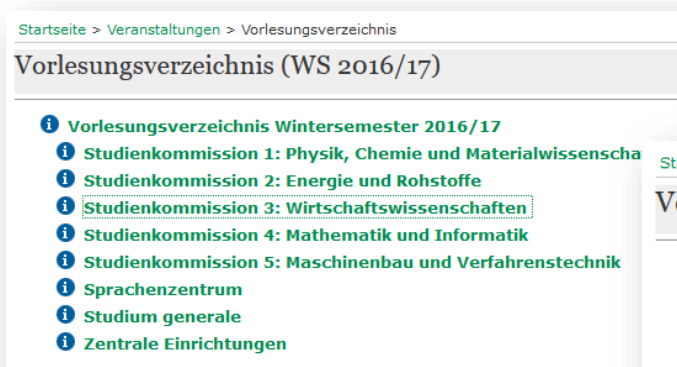 Startseite > Veranstaltungen > Vorlesungsverzeichnis
Vorlesungsverzeichnis (WS 2016/17)
Vorlesungsverzeichnis Wintersemester 2016/17
Studienkommission 1: Physik, Chemie und Materialwissenscha
Studienkommission 2: Energie und Rohstoffe
Studienkommission 3: Wirtschaftswissenschaften
Studienkommission 4: Mathematik und Informatik
Studienkommission 5: Maschinenbau und Verfahrenstechnik
Sprachenzentrum
Studium generale
Zentrale Einrichtungen
St